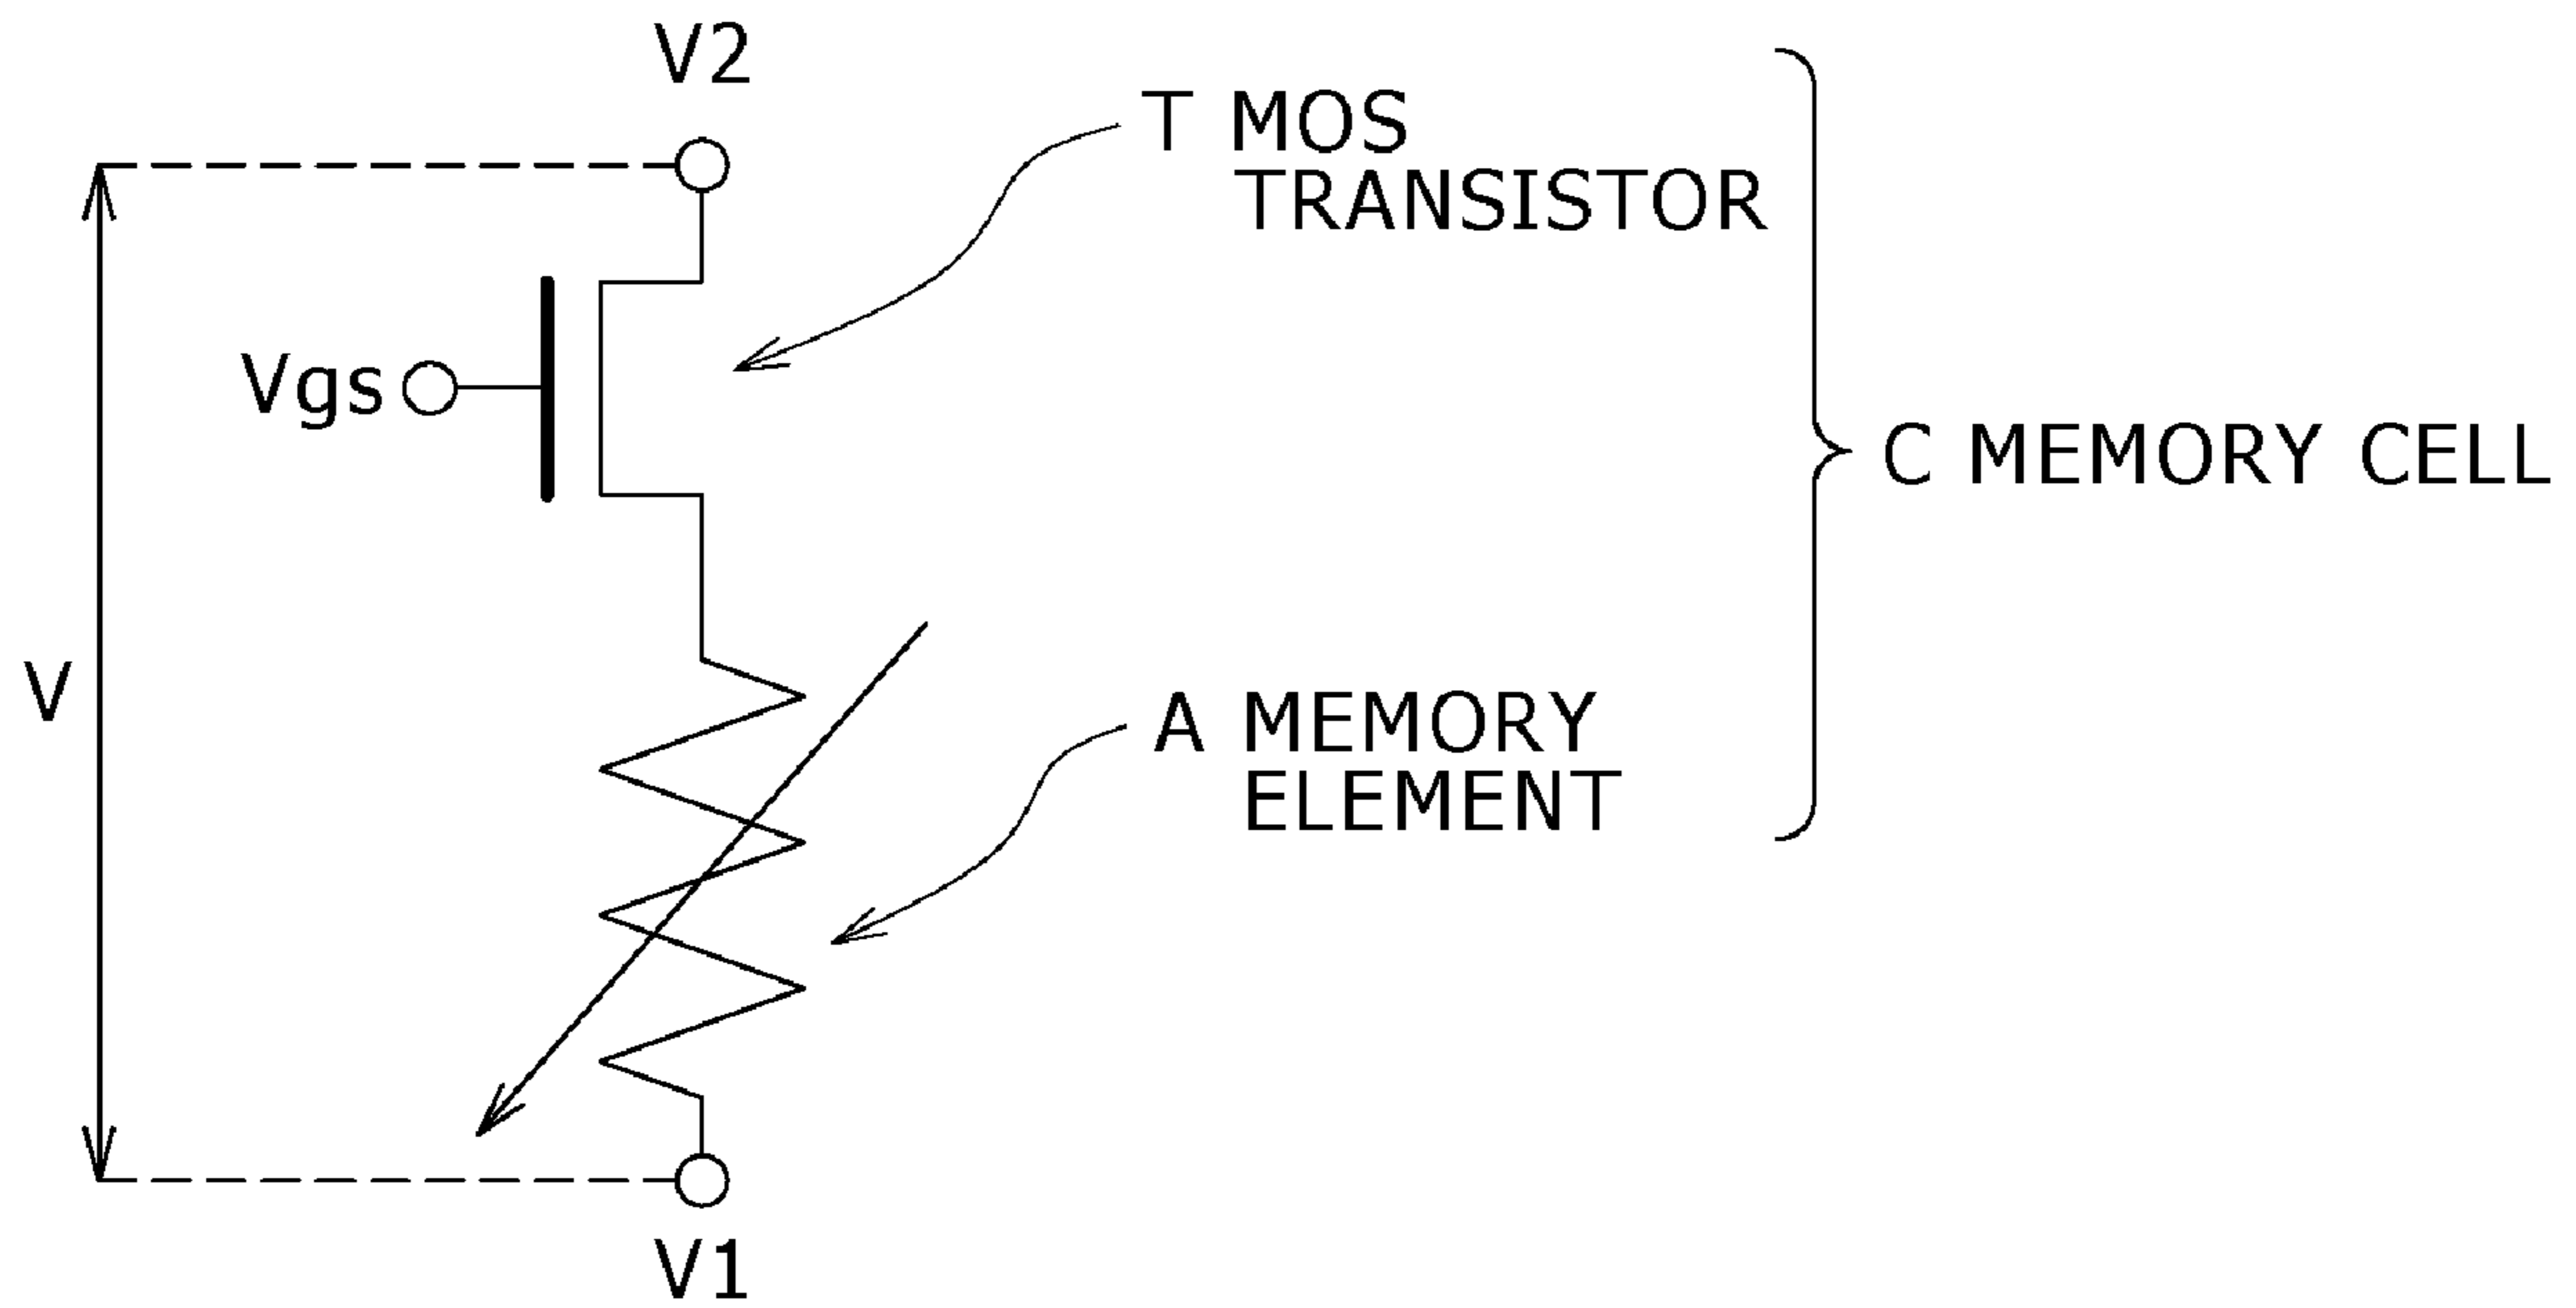 V2
T MOS
TRANSISTOR
Vgs
C MEMORY CELL
V
A MEMORY
ELEMENT
V1